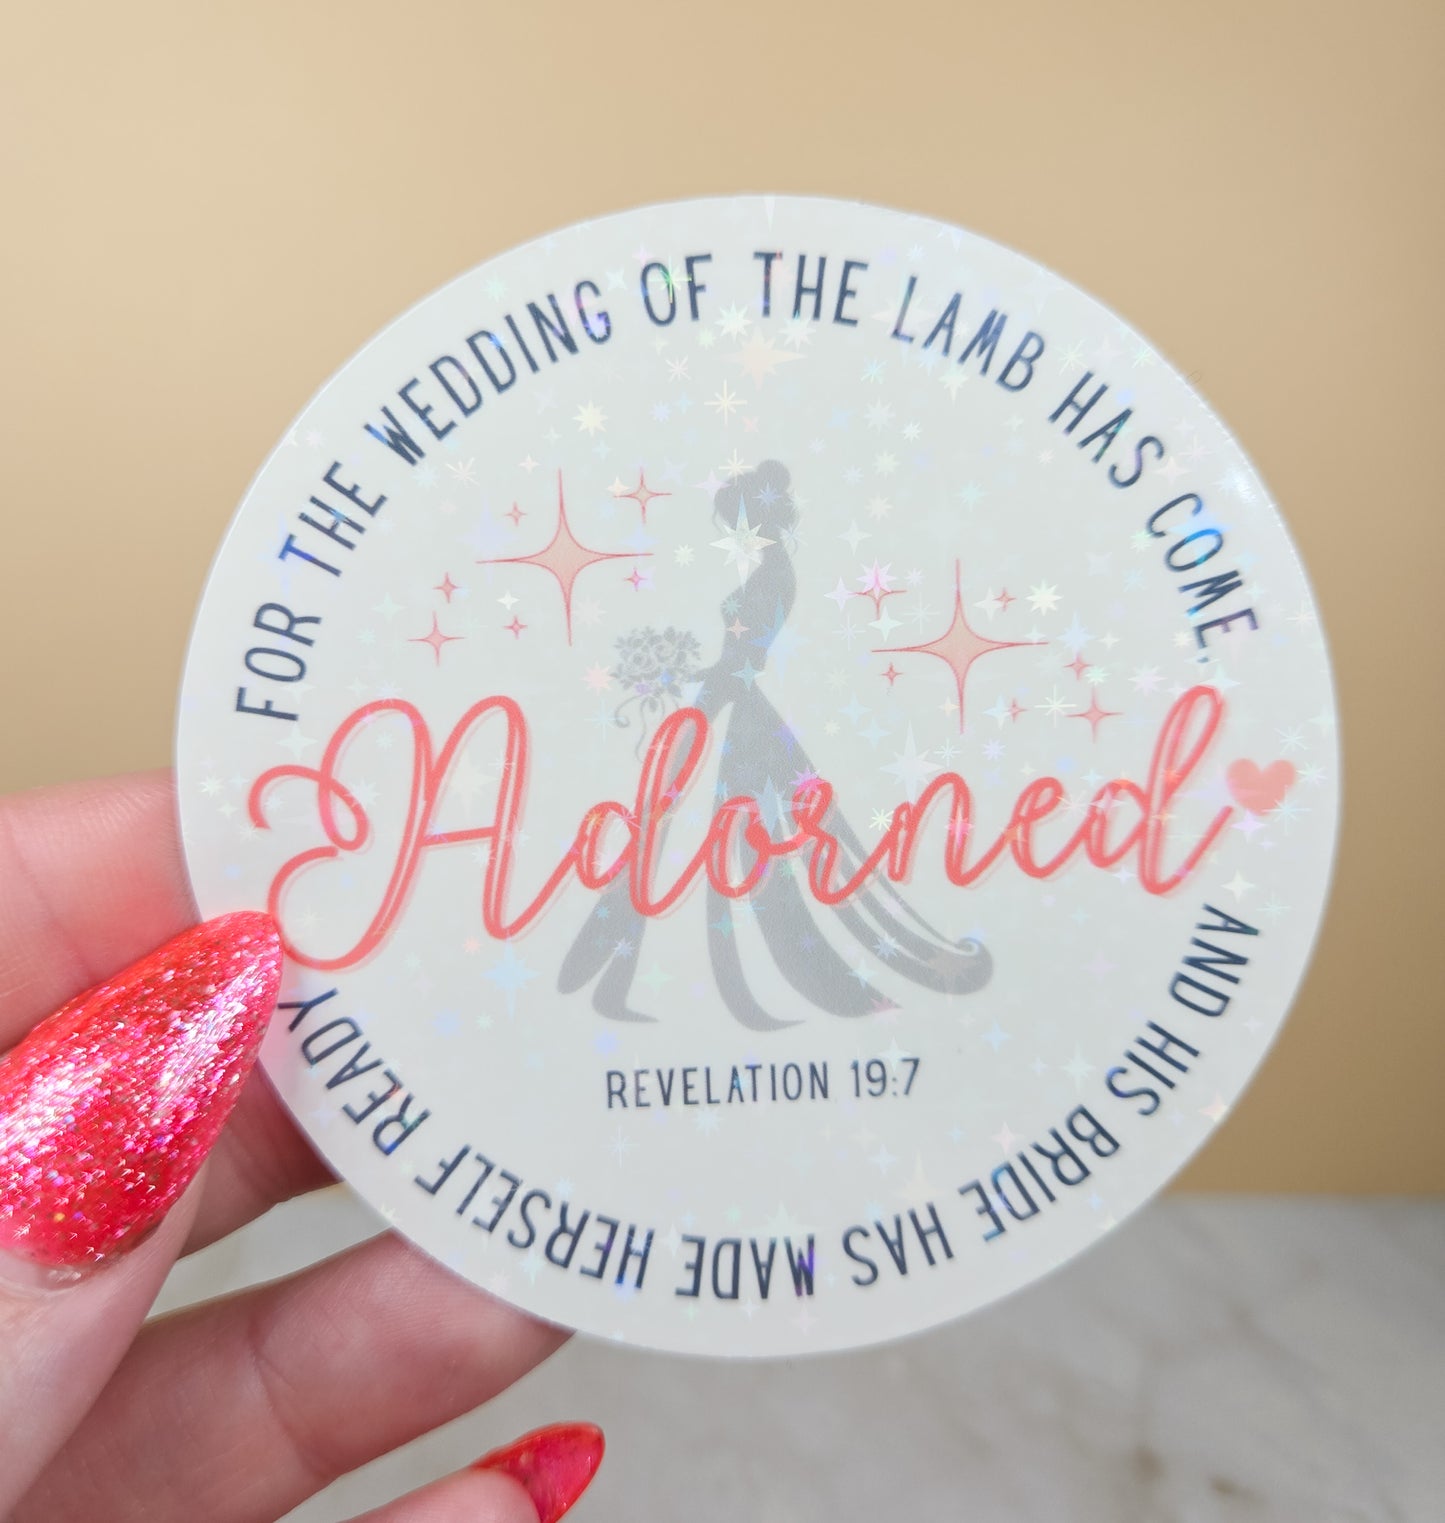 FOR THE WEDDING OF THE LAMB HAS COME,
Adorned
REVELATION 19:7
AND HIS BRIDE HAS MADE HERSELF READY